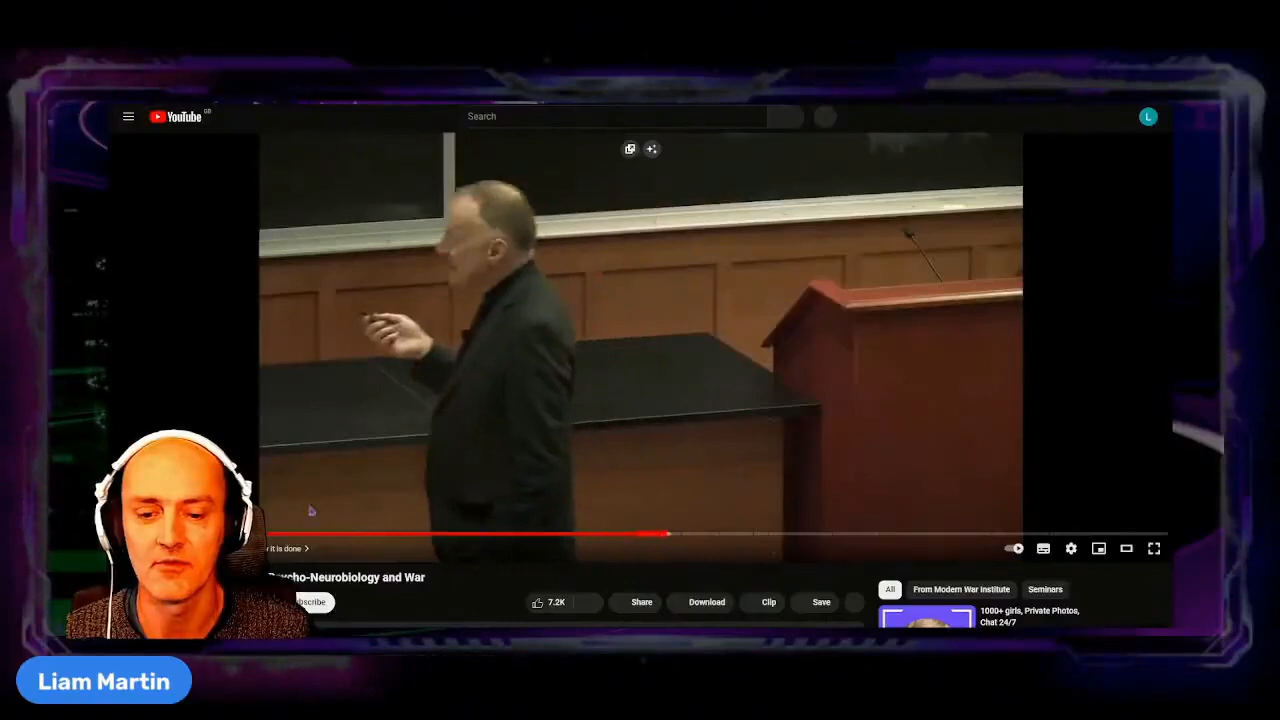 YouTube GB
Search
L
it is done >
Psycho-Neurobiology and War
7.2K
Share
Download
Clip
Save
All
From Modern War Institute
Seminars
1000+ girls, Private Photos,
Chat 24/7
Liam Martin